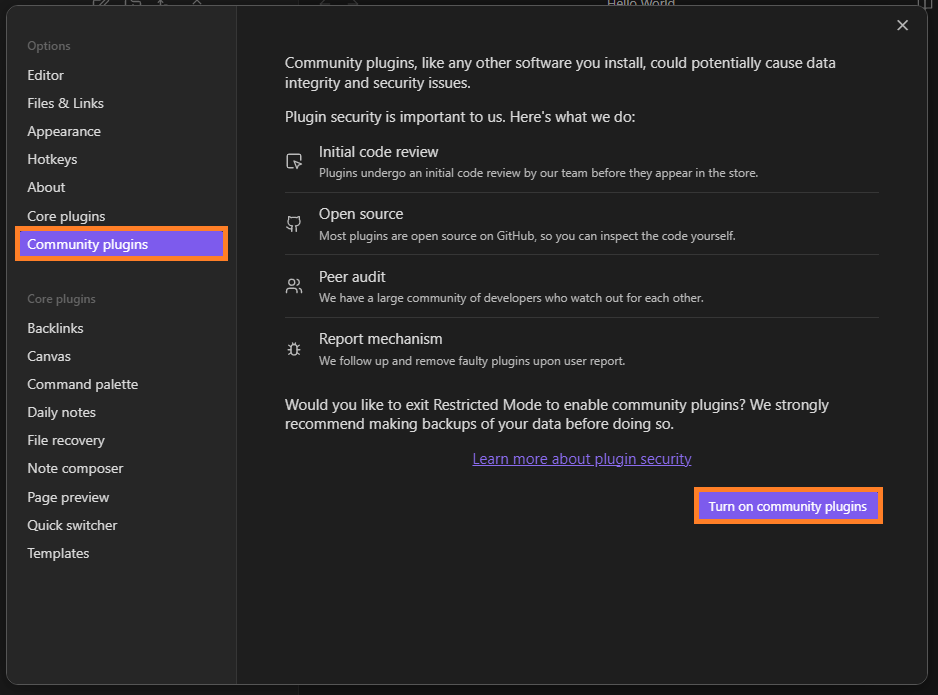 Hello World
Options
Editor
Files & Links
Appearance
Hotkeys
About
Core plugins
Community plugins
Core plugins
Backlinks
Canvas
Command palette
Daily notes
File recovery
Note composer
Page preview
Quick switcher
Templates
Community plugins, like any other software you install, could potentially cause data
integrity and security issues.
Plugin security is important to us. Here's what we do:
Initial code review
Plugins undergo an initial code review by our team before they appear in the store.
Open source
Most plugins are open source on GitHub, so you can inspect the code yourself.
Peer audit
We have a large community of developers who watch out for each other.
Report mechanism
We follow up and remove faulty plugins upon user report.
Would you like to exit Restricted Mode to enable community plugins? We strongly
recommend making backups of your data before doing so.
Learn more about plugin security
Turn on community plugins